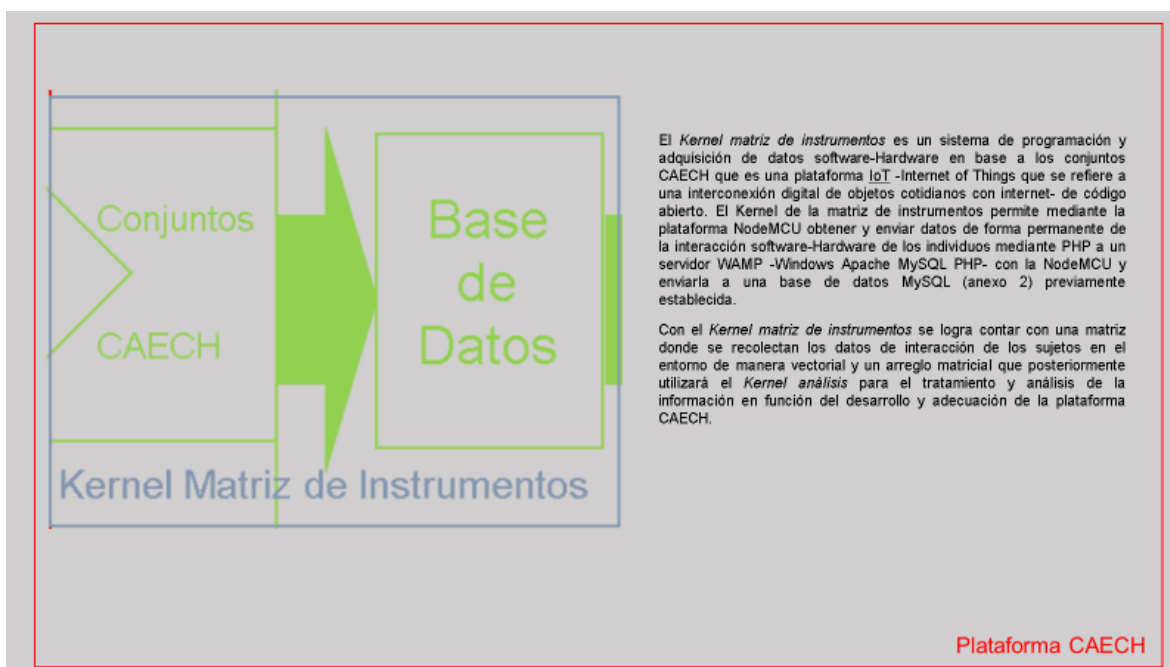 Conjuntos
CAECH
Base
de
Datos
Kernel Matriz de Instrumentos
El Kernel matriz de instrumentos es un sistema de programación y
adquisición de datos software-Hardware en base a los conjuntos
CAECH que es una plataforma IoT -Internet of Things que se refiere a
una interconexión digital de objetos cotidianos con internet- de código
abierto. El Kernel de la matriz de instrumentos permite mediante la
plataforma NodeMCU obtener y enviar datos de forma permanente de
la interacción software-Hardware de los individuos mediante PHP a un
servidor WAMP -Windows Apache MySQL PHP- con la NodeMCU y
enviarla a una base de datos MySQL (anexo 2) previamente
establecida.
Con el Kernel matriz de instrumentos se logra contar con una matriz
donde se recolectan los datos de interacción de los sujetos en el
entorno de manera vectorial y un arreglo matricial que posteriormente
utilizará el Kernel análisis para el tratamiento y análisis de la
información en función del desarrollo y adecuación de la plataforma
CAECH.
Plataforma CAECH